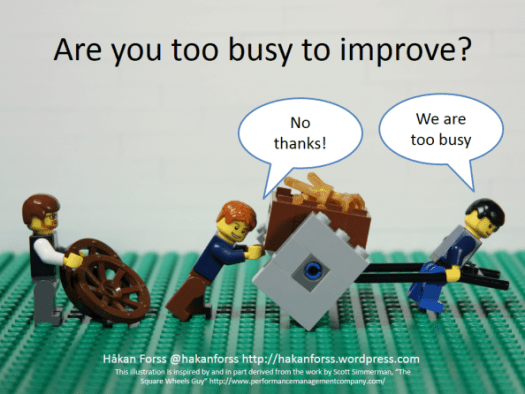 Are you too busy to improve?
No
thanks!
We are
too busy
Håkan Forss @hakanforss http://hakanforss.wordpress.com
This illustration is inspired by and in part derived from the work by Scott Simmerman, "The
Square Wheels Guy" http://www.performancemanagementcompany.com/